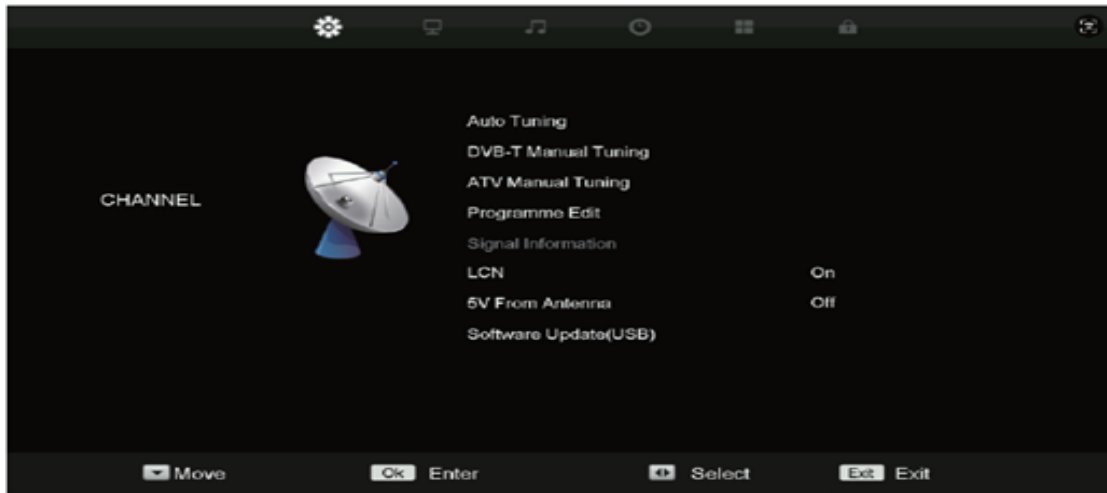 Auto Tuning
DVB-T Manual Tuning
ATV Manual Tuning
CHANNEL
Programme Edit
Signal Information
LCN On
5V From Antenna Off
Software Update(USB)
Move Ok Enter Select Exit Exit